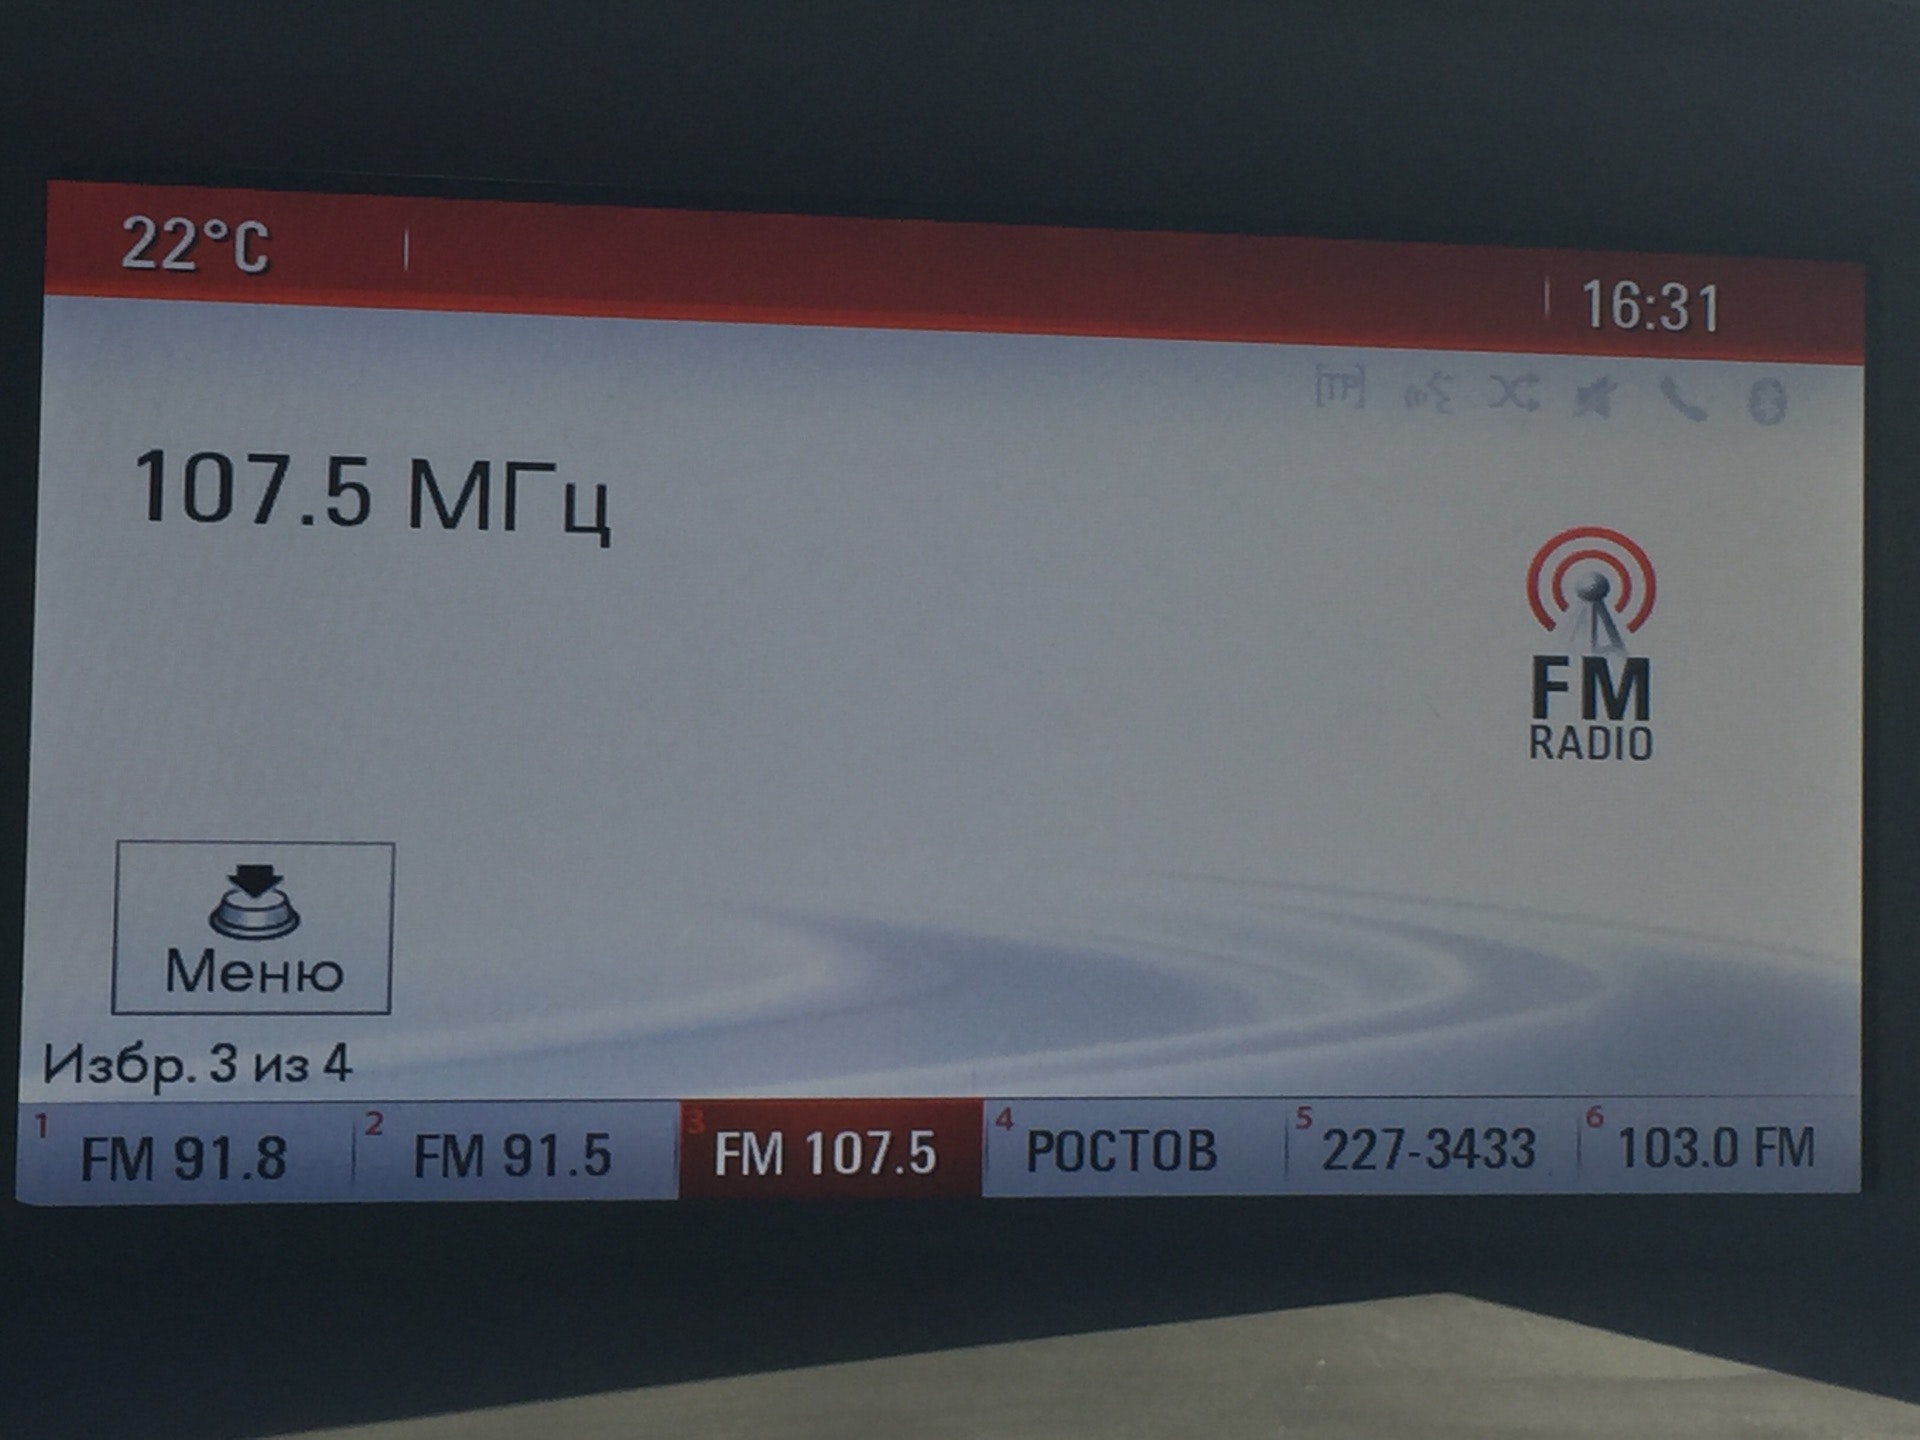 22°C
16:31
107.5 МГц
FM
RADIO
Меню
Избр. 3 из 4
1 FM 91.8
2 FM 91.5
3 FM 107.5
4 РОСТОВ
5 227-3433
6 103.0 FM